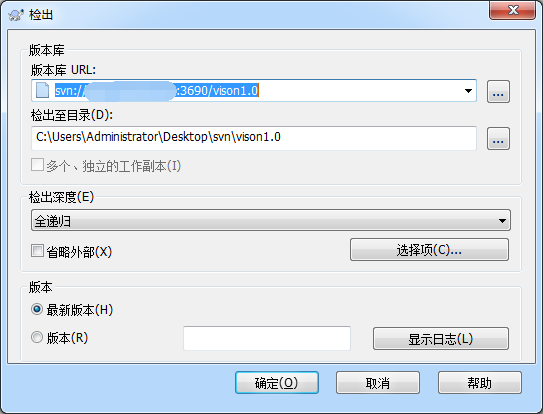 检出
版本库
版本库 URL:
svn:// :3690/vison1.0
...
检出至目录(D):
C:\Users\Administrator\Desktop\svn\vison1.0
...
多个、独立的工作副本(I)
检出深度(E)
全递归
省略外部(X)
选择项(C)...
版本
最新版本(H)
版本(R)
显示日志(L)
确定(O)
取消
帮助